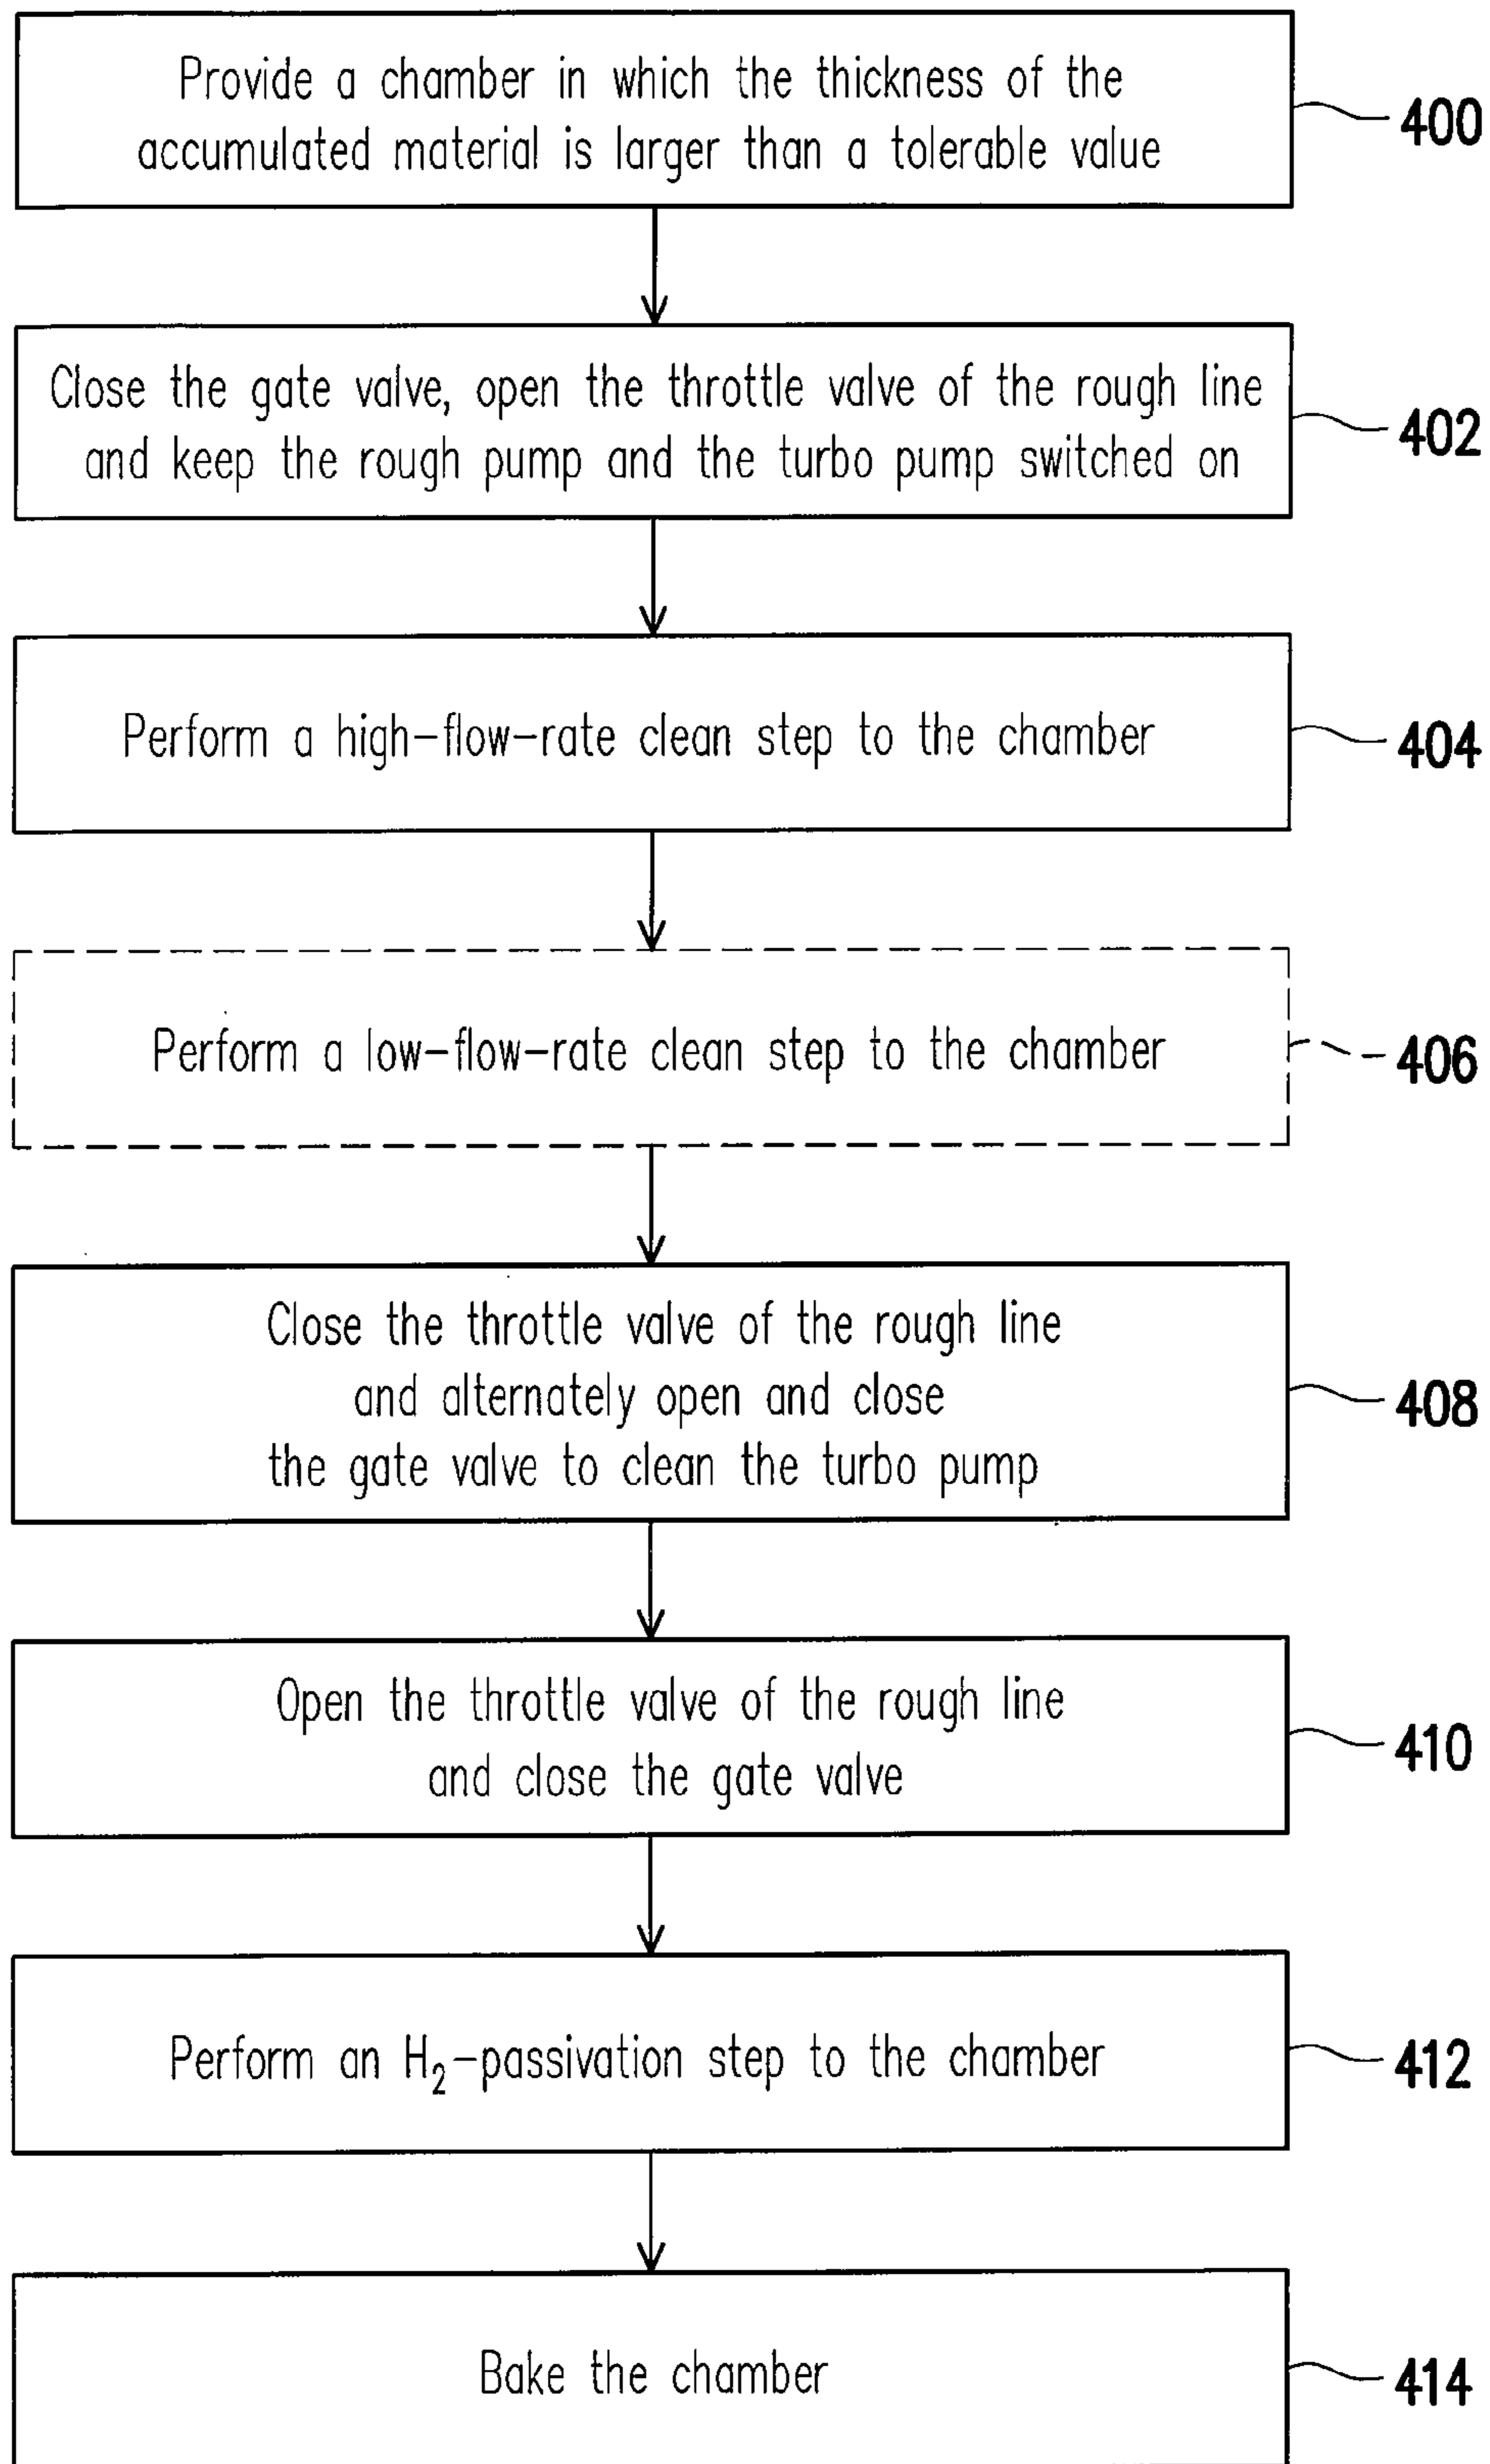 Provide a chamber in which the thickness of the
accumulated material is larger than a tolerable value
400
Close the gate valve, open the throttle valve of the rough line
and keep the rough pump and the turbo pump switched on
402
Perform a high-flow-rate clean step to the chamber
404
Perform a low-flow-rate clean step to the chamber
406
Close the throttle valve of the rough line
and alternately open and close
the gate valve to clean the turbo pump
408
Open the throttle valve of the rough line
and close the gate valve
410
Perform an H₂-passivation step to the chamber
412
Bake the chamber
414